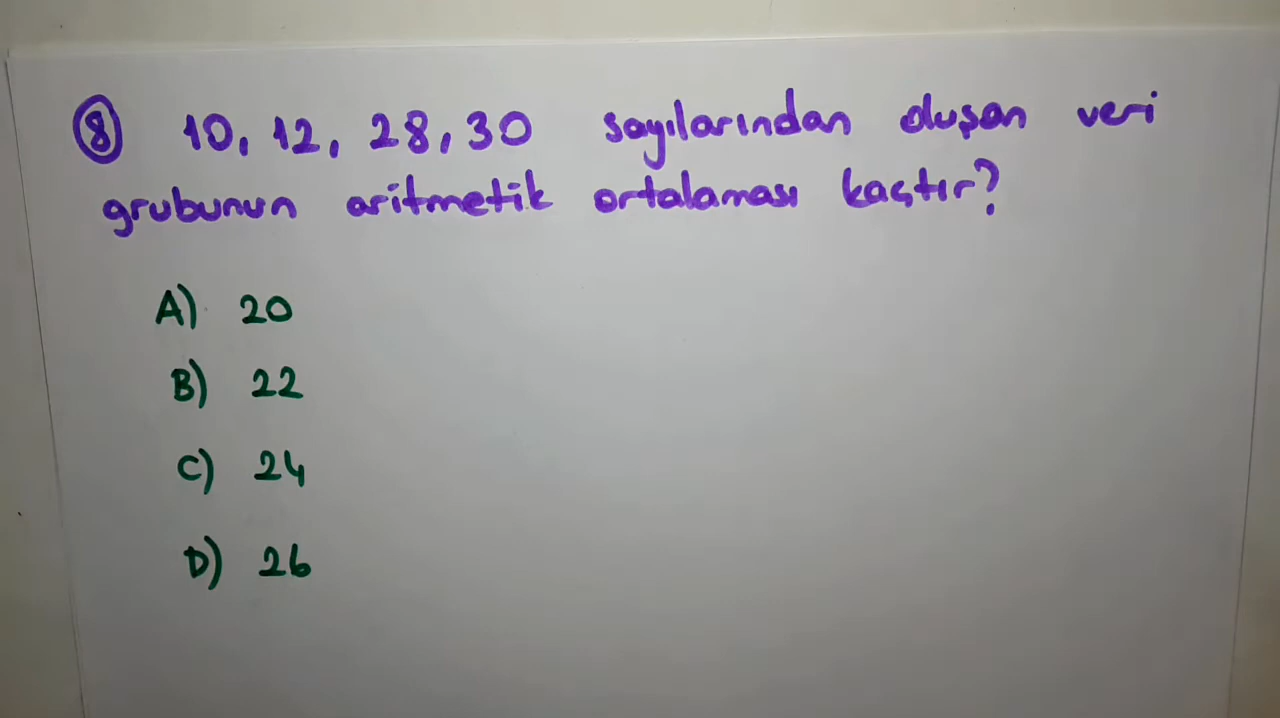 8 10, 12, 28, 30 sayılarından oluşan veri
grubunun aritmetik ortalaması kaçtır?
A) 20
B) 22
C) 24
D) 26